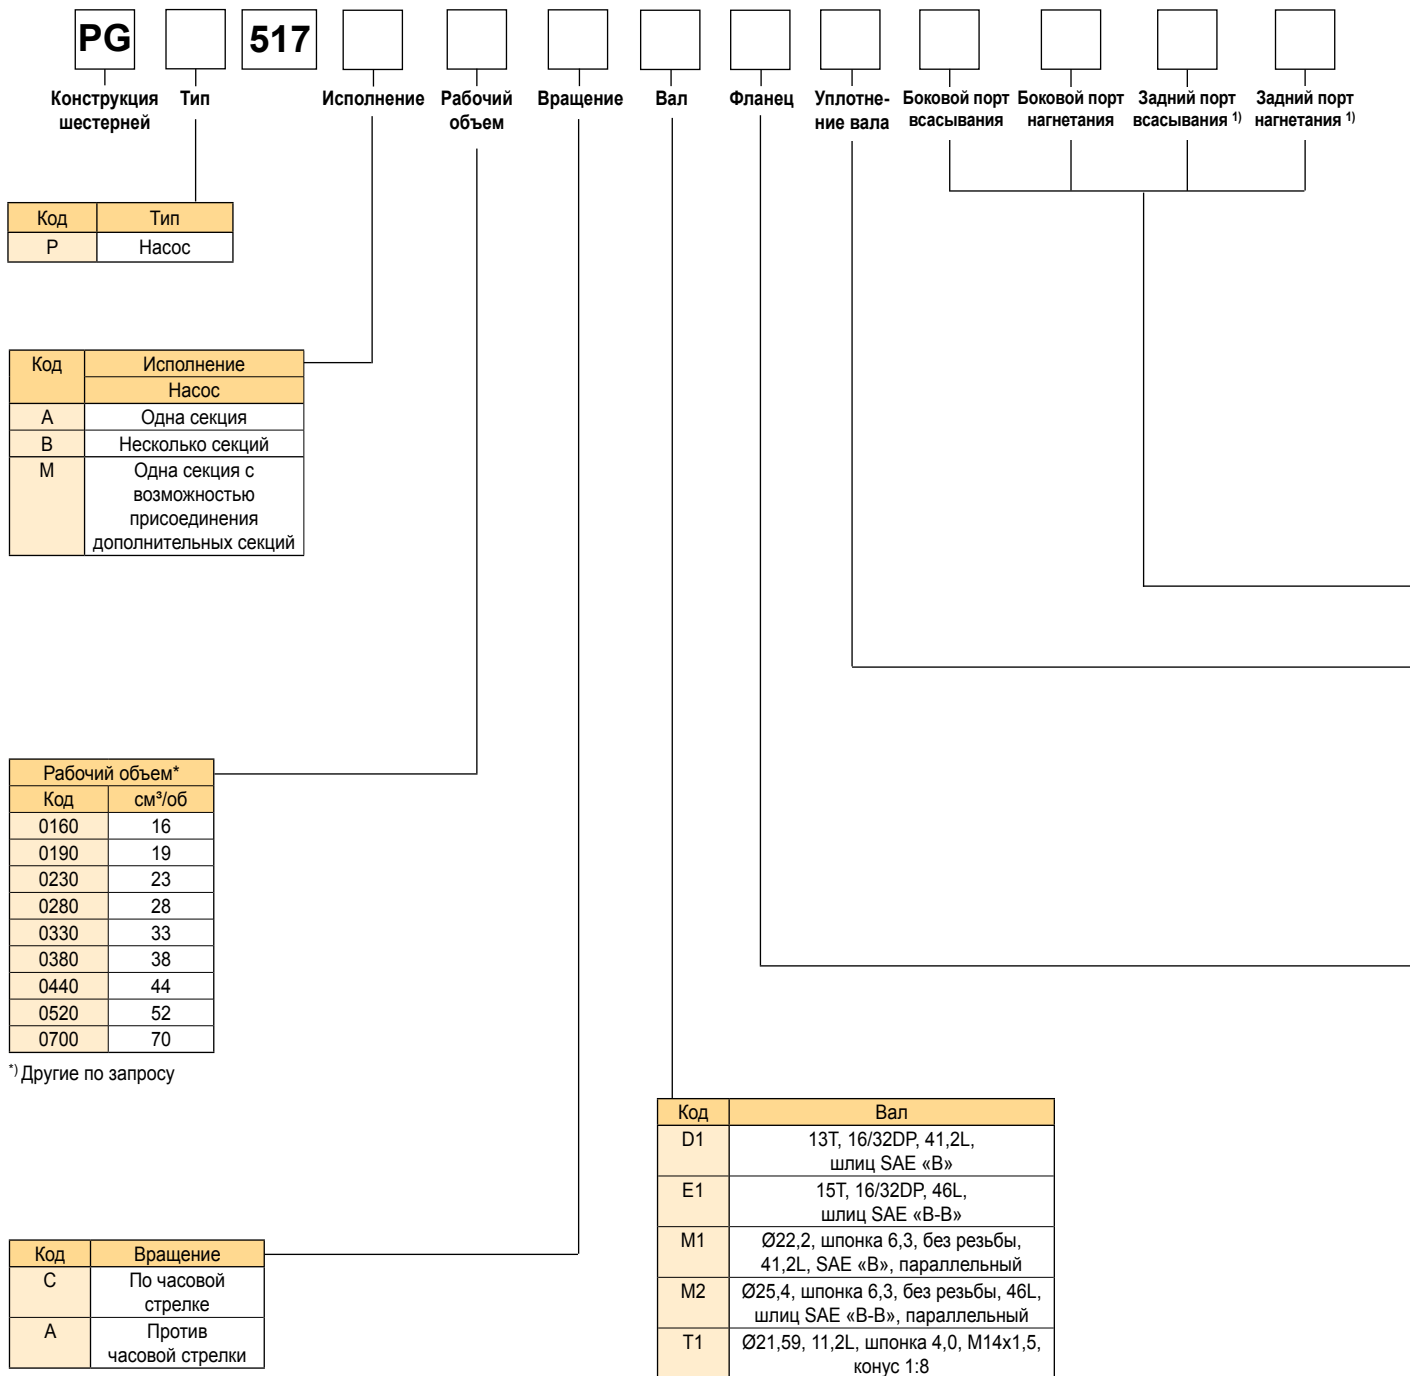 PG 517
Конструкция шестерней
Тип
Исполнение
Рабочий объем
Вращение
Вал
Фланец
Уплотне-
ние вала
Боковой порт всасывания
Боковой порт нагнетания
Задний порт всасывания 1)
Задний порт нагнетания 1)
Код Тип
P Насос
Код Исполнение
Насос
A Одна секция
B Несколько секций
M Одна секция с
возможностью
присоединения
дополнительных секций
Рабочий объем*
Код см³/об
0160 16
0190 19
0230 23
0280 28
0330 33
0380 38
0440 44
0520 52
0700 70
*) Другие по запросу
Код Вращение
C По часовой
стрелке
A Против
часовой стрелки
Код Вал
D1 13T, 16/32DP, 41,2L,
шлиц SAE «B»
E1 15T, 16/32DP, 46L,
шлиц SAE «B-B»
M1 Ø22,2, шпонка 6,3, без резьбы,
41,2L, SAE «B», параллельный
M2 Ø25,4, шпонка 6,3, без резьбы, 46L,
шлиц SAE «B-B», параллельный
T1 Ø21,59, 11,2L, шпонка 4,0, M14x1,5,
конус 1:8